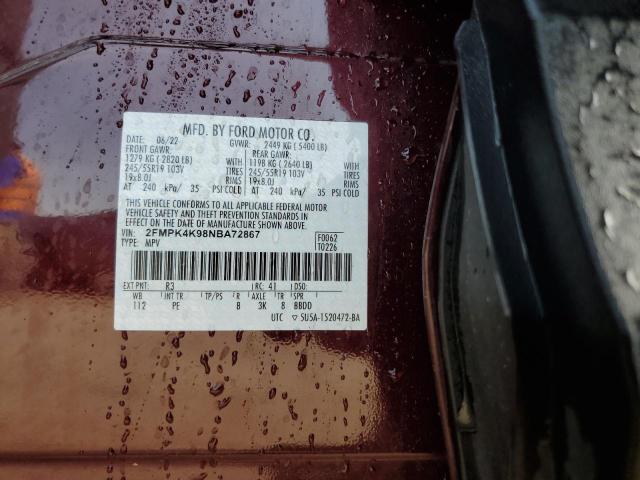 MFD. BY FORD MOTOR CO.
DATE: 06/22 GVWR: 2449 KG ( 5400 LB)
FRONT GAWR: REAR GAWR:
1279 KG ( 2820 LB) WITH 1198 KG ( 2640 LB) WITH
245/55R19 103V TIRES 245/55R19 103V TIRES
19x8.0J RIMS 19x8.0J RIMS
AT 240 kPa/ 35 PSI COLD AT 240 kPa/ 35 PSI COLD
THIS VEHICLE CONFORMS TO ALL APPLICABLE FEDERAL MOTOR
VEHICLE SAFETY AND THEFT PREVENTION STANDARDS IN
EFFECT ON THE DATE OF MANUFACTURE SHOWN ABOVE.
VIN: 2FMPK4K98NBA72867 F0062
TYPE: MPV T0226
EXT PNT: R3 RC: 41 DSO:
WB INT TR TP/PS R AXLE TR SPR
112 PE 8 3K 8 BBDD
UTC ▽ 5U5A-1520472-BA